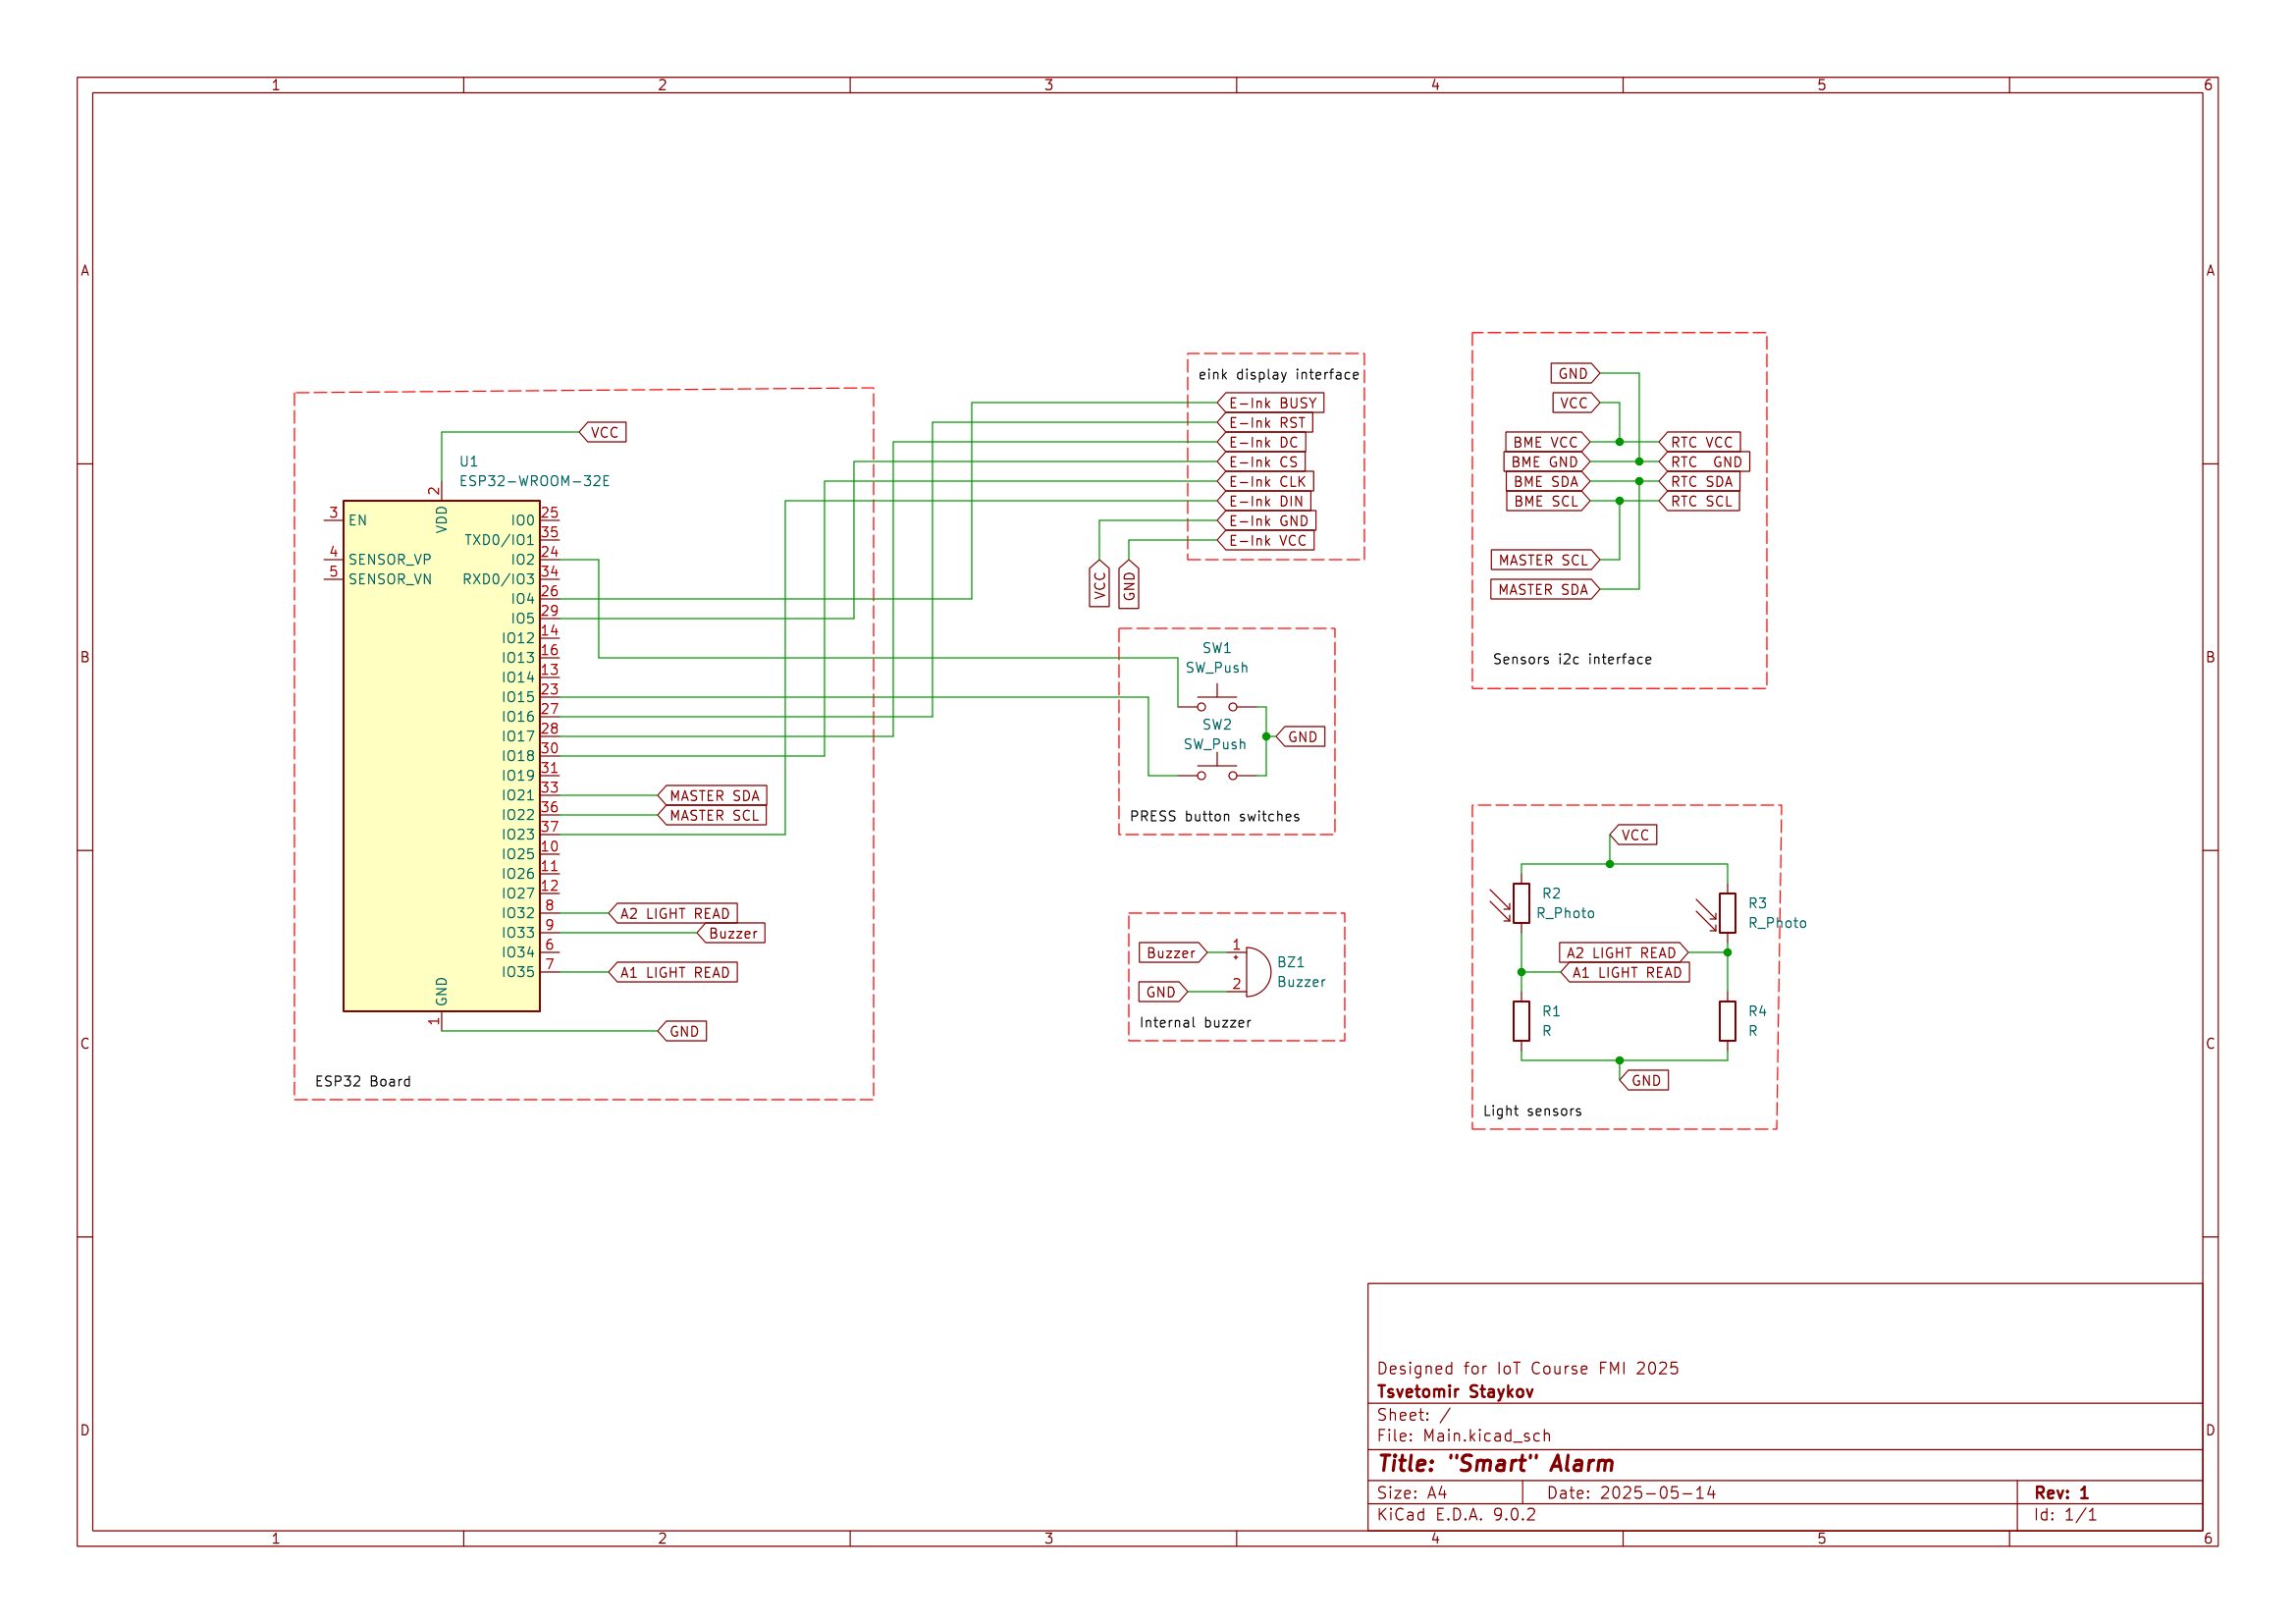 1 2 3 4 5 6
A A
B B
C C
D D
1 2 3 4 5 6
VCC
U1
ESP32-WROOM-32E
2
VDD
3 EN
4 SENSOR_VP
5 SENSOR_VN
IO0 25
TXD0/IO1 35
IO2 24
RXD0/IO3 34
IO4 26
IO5 29
IO12 14
IO13 16
IO14 13
IO15 23
IO16 27
IO17 28
IO18 30
IO19 31
IO21 33 MASTER SDA
IO22 36 MASTER SCL
IO23 37
IO25 10
IO26 11
IO27 12
IO32 8 A2 LIGHT READ
IO33 9 Buzzer
IO34 6
IO35 7 A1 LIGHT READ
GND
1
GND
ESP32 Board
eink display interface
E-Ink BUSY
E-Ink RST
E-Ink DC
E-Ink CS
E-Ink CLK
E-Ink DIN
E-Ink GND
E-Ink VCC
VCC
GND
SW1
SW_Push
SW2
SW_Push
GND
PRESS button switches
Buzzer 1
+
GND 2
BZ1
Buzzer
Internal buzzer
GND
VCC
BME VCC RTC VCC
BME GND RTC  GND
BME SDA RTC SDA
BME SCL RTC SCL
MASTER SCL
MASTER SDA
Sensors i2c interface
VCC
R2
R_Photo
R3
R_Photo
A2 LIGHT READ
A1 LIGHT READ
R1
R
R4
R
GND
Light sensors
Designed for IoT Course FMI 2025
Tsvetomir Staykov
Sheet: /
File: Main.kicad_sch
Title: "Smart" Alarm
Size: A4 Date: 2025-05-14 Rev: 1
KiCad E.D.A. 9.0.2 Id: 1/1